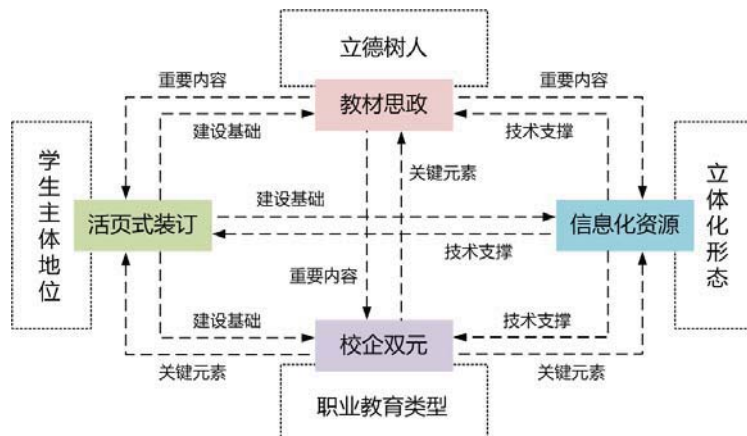 立德树人
重要内容
教材思政
重要内容
建设基础
技术支撑
关键元素
学生主体地位
活页式装订
建设基础
信息化资源
立体化形态
技术支撑
重要内容
建设基础
技术支撑
校企双元
关键元素
关键元素
职业教育类型